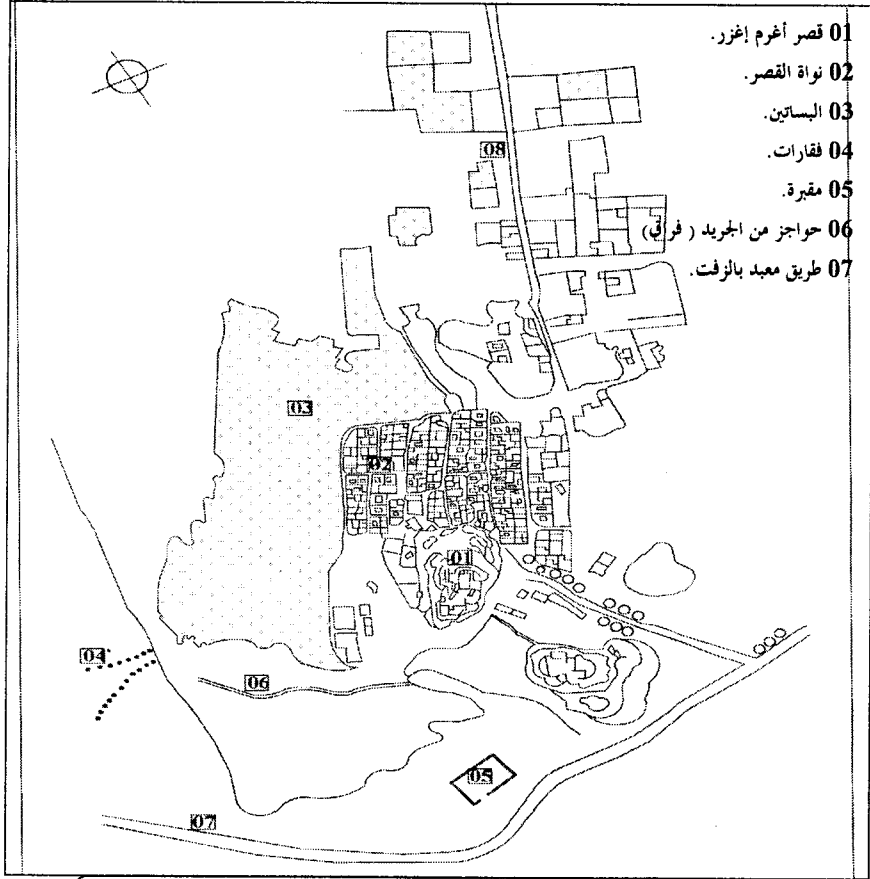 01 قصر أغرم إغزر.
02 نواة القصر.
03 البساتين.
04 فقارات.
05 مقبرة.
06 حواجز من الجريد ( فراق)
07 طريق معبد بالزفت.
08
03
02
01
04
06
05
07